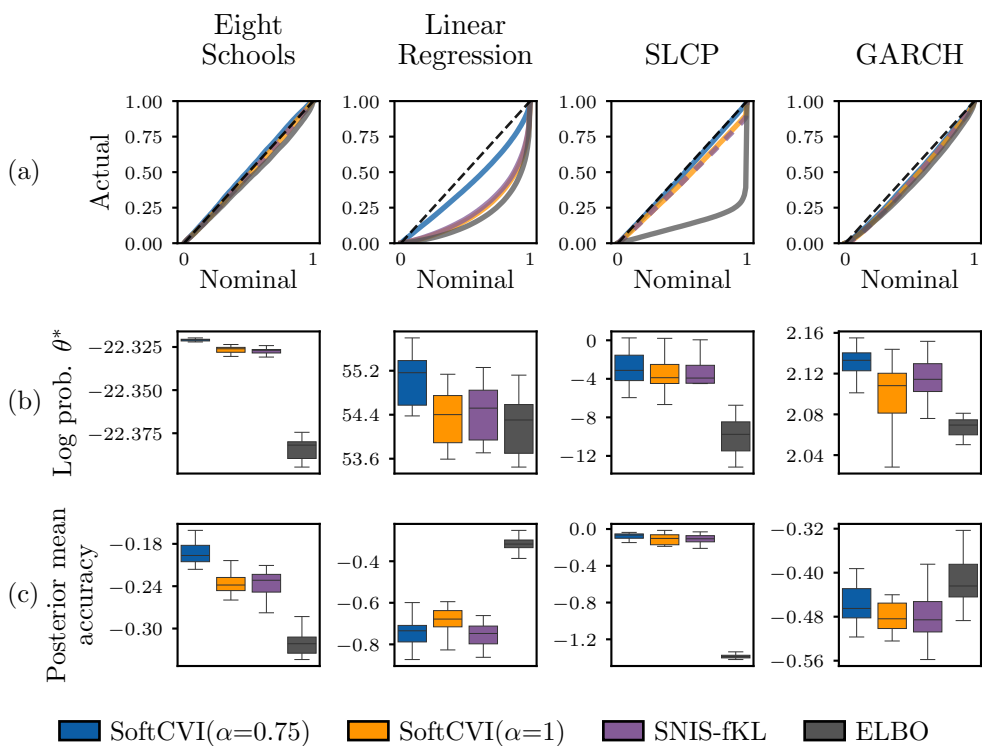 Eight Schools
Linear Regression
SLCP
GARCH
(a)
Actual
1.00
0.75
0.50
0.25
0.00
0
1
Nominal
1.00
0.75
0.50
0.25
0.00
0
1
Nominal
1.00
0.75
0.50
0.25
0.00
0
1
Nominal
1.00
0.75
0.50
0.25
0.00
0
1
Nominal
(b)
Log prob. θ*
−22.325
−22.350
−22.375
55.2
54.4
53.6
0
−4
−8
−12
2.16
2.12
2.08
2.04
(c)
Posterior mean
accuracy
−0.18
−0.24
−0.30
−0.4
−0.6
−0.8
0.0
−0.4
−0.8
−1.2
−0.32
−0.40
−0.48
−0.56
SoftCVI(α=0.75)
SoftCVI(α=1)
SNIS-fKL
ELBO